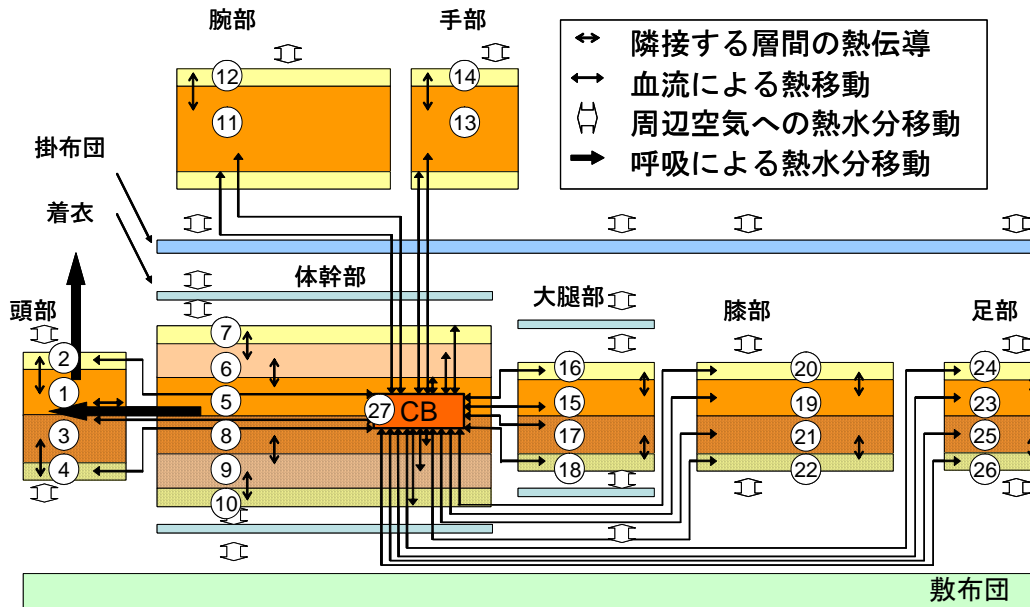 腕部
手部
隣接する層間の熱伝導
血流による熱移動
周辺空気への熱水分移動
呼吸による熱水分移動
12
14
11
13
掛布団
着衣
体幹部
大腿部
膝部
足部
頭部
7
2
6
16
20
24
1
5
27
CB
15
19
23
3
8
17
21
25
4
9
18
22
26
10
敷布団